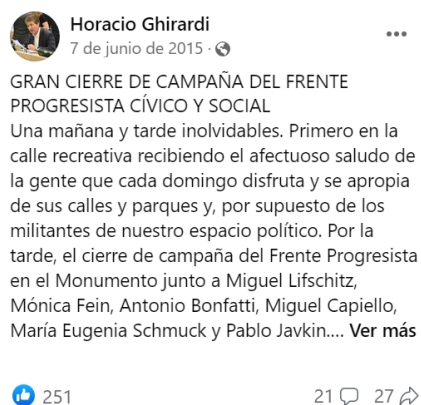 Horacio Ghirardi
7 de junio de 2015 ·
GRAN CIERRE DE CAMPAÑA DEL FRENTE
PROGRESISTA CÍVICO Y SOCIAL
Una mañana y tarde inolvidables. Primero en la
calle recreativa recibiendo el afectuoso saludo de
la gente que cada domingo disfruta y se apropia
de sus calles y parques y, por supuesto de los
militantes de nuestro espacio político. Por la
tarde, el cierre de campaña del Frente Progresista
en el Monumento junto a Miguel Lifschitz,
Mónica Fein, Antonio Bonfatti, Miguel Capiello,
María Eugenia Schmuck y Pablo Javkin.... Ver más
251 21 27